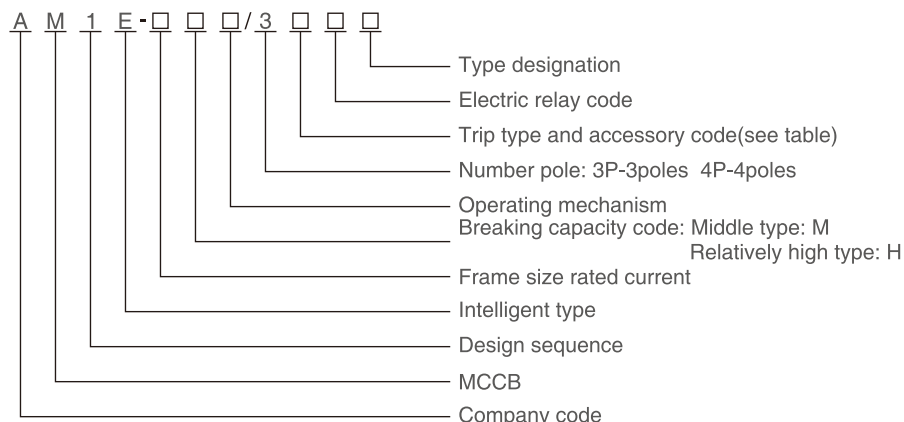 A M 1 E-□ □ □/3 □ □ □
Type designation
Electric relay code
Trip type and accessory code(see table)
Number pole: 3P-3poles 4P-4poles
Operating mechanism
Breaking capacity code: Middle type: M
Relatively high type: H
Frame size rated current
Intelligent type
Design sequence
MCCB
Company code